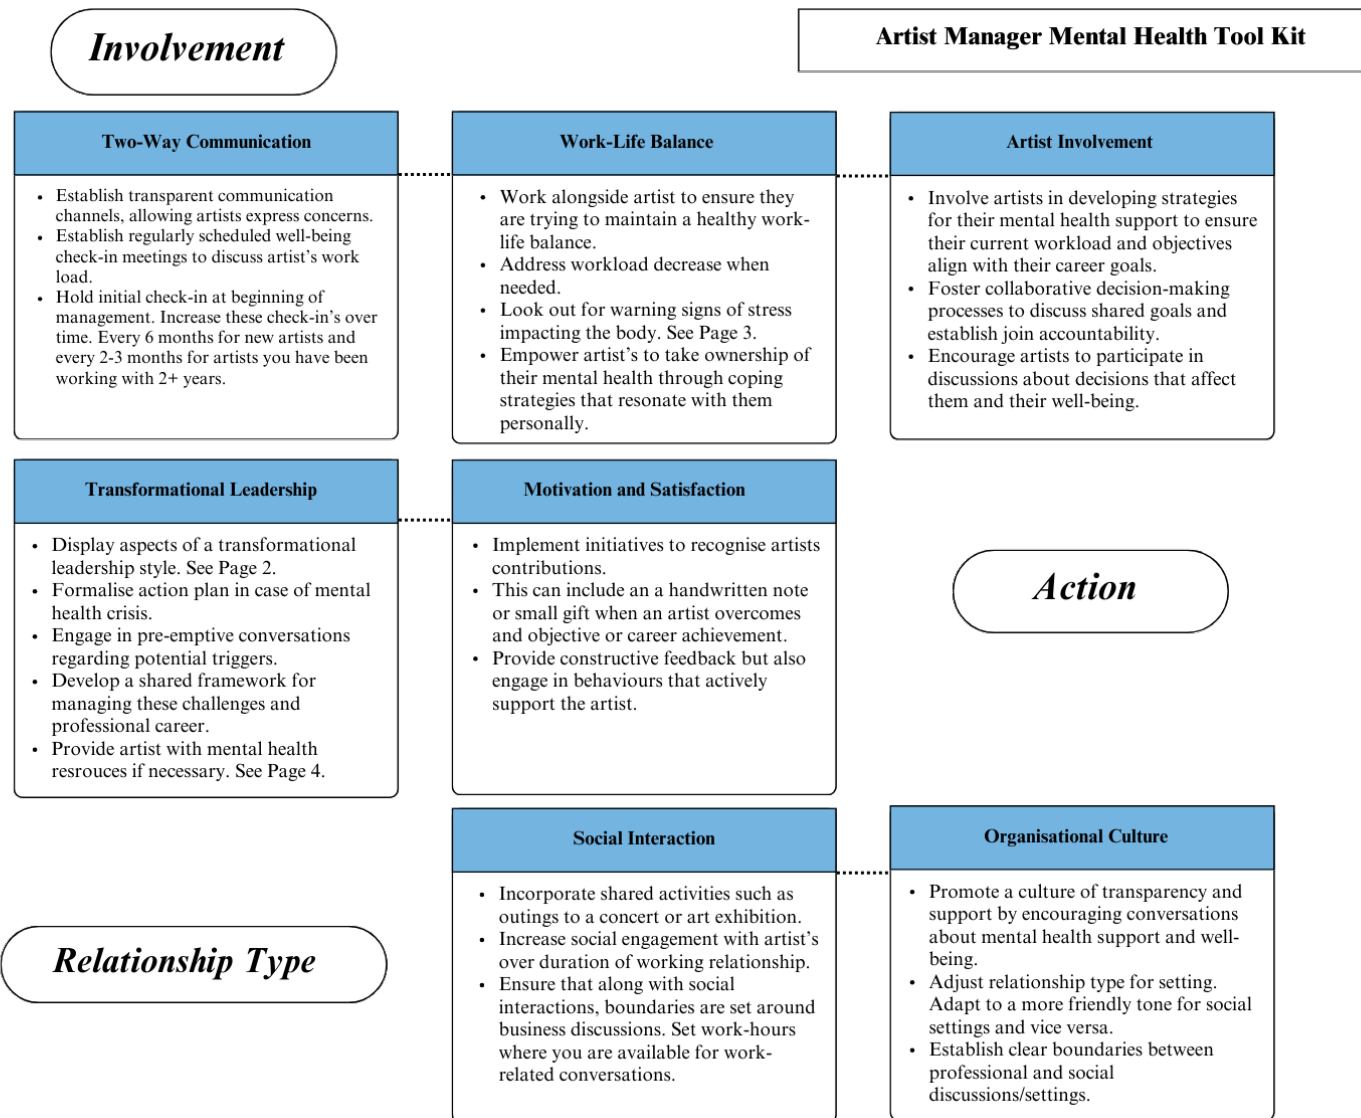 Involvement
Artist Manager Mental Health Tool Kit
Two-Way Communication
• Establish transparent communication
channels, allowing artists express concerns.
• Establish regularly scheduled well-being
check-in meetings to discuss artist's work
load.
• Hold initial check-in at beginning of
management. Increase these check-in's over
time. Every 6 months for new artists and
every 2-3 months for artists you have been
working with 2+ years.
Work-Life Balance
• Work alongside artist to ensure they
are trying to maintain a healthy work-
life balance.
• Address workload decrease when
needed.
• Look out for warning signs of stress
impacting the body. See Page 3.
• Empower artist's to take ownership of
their mental health through coping
strategies that resonate with them
personally.
Artist Involvement
• Involve artists in developing strategies
for their mental health support to ensure
their current workload and objectives
align with their career goals.
• Foster collaborative decision-making
processes to discuss shared goals and
establish join accountability.
• Encourage artists to participate in
discussions about decisions that affect
them and their well-being.
Transformational Leadership
• Display aspects of a transformational
leadership style. See Page 2.
• Formalise action plan in case of mental
health crisis.
• Engage in pre-emptive conversations
regarding potential triggers.
• Develop a shared framework for
managing these challenges and
professional career.
• Provide artist with mental health
resrouces if necessary. See Page 4.
Motivation and Satisfaction
• Implement initiatives to recognise artists
contributions.
• This can include an a handwritten note
or small gift when an artist overcomes
and objective or career achievement.
• Provide constructive feedback but also
engage in behaviours that actively
support the artist.
Action
Relationship Type
Social Interaction
• Incorporate shared activities such as
outings to a concert or art exhibition.
• Increase social engagement with artist's
over duration of working relationship.
• Ensure that along with social
interactions, boundaries are set around
business discussions. Set work-hours
where you are available for work-
related conversations.
Organisational Culture
• Promote a culture of transparency and
support by encouraging conversations
about mental health support and well-
being.
• Adjust relationship type for setting.
Adapt to a more friendly tone for social
settings and vice versa.
• Establish clear boundaries between
professional and social
discussions/settings.